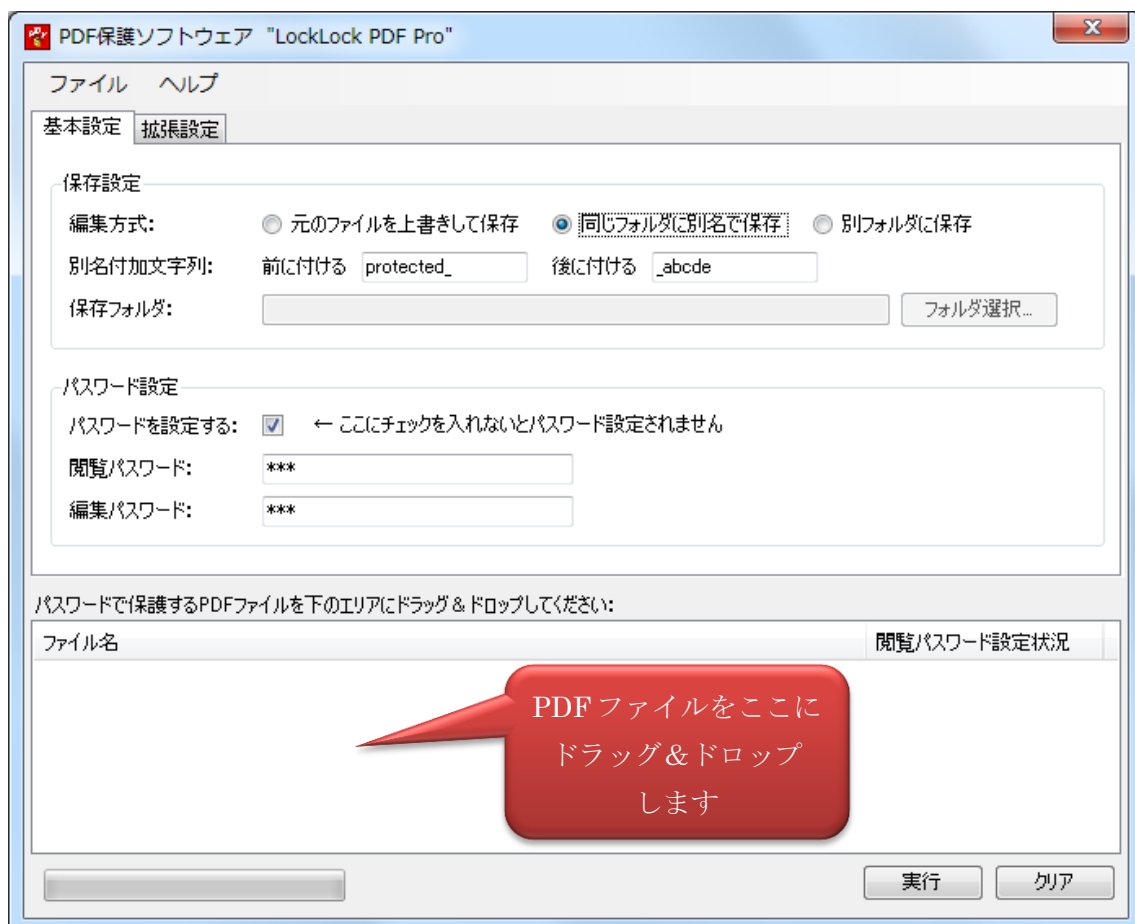 PDF保護ソフトウェア "LockLock PDF Pro"
ファイル ヘルプ
基本設定 拡張設定
保存設定
編集方式: 元のファイルを上書きして保存 同じフォルダに別名で保存 別フォルダに保存
別名付加文字列: 前に付ける protected_ 後に付ける _abcde
保存フォルダ: フォルダ選択...
パスワード設定
パスワードを設定する: ← ここにチェックを入れないとパスワード設定されません
閲覧パスワード: ***
編集パスワード: ***
パスワードで保護するPDFファイルを下のエリアにドラッグ&ドロップしてください:
ファイル名 閲覧パスワード設定状況
PDFファイルをここに
ドラッグ&ドロップ
します
実行 クリア